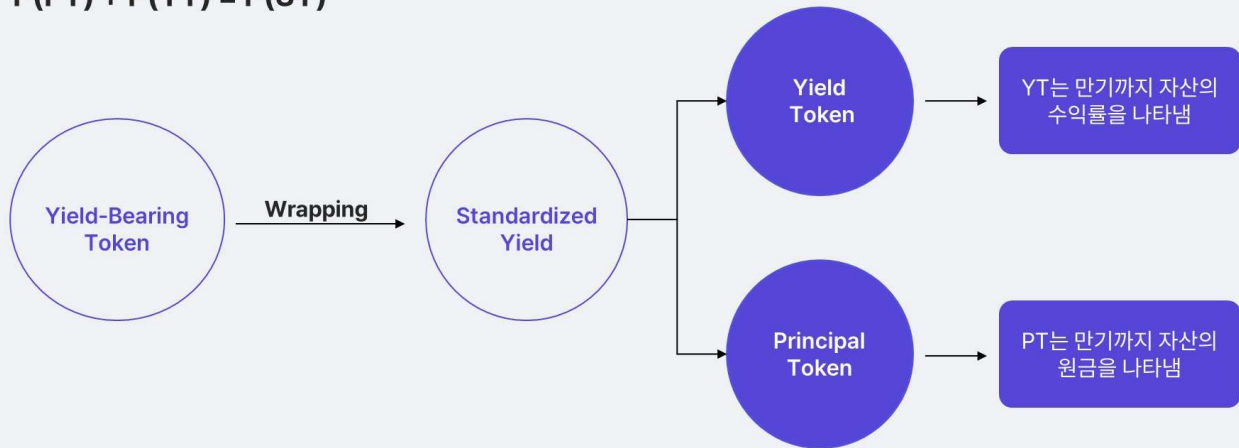 Yield-Bearing
Token
Wrapping
Standardized
Yield
Yield
Token
YT는 만기까지 자산의
수익률을 나타냄
Principal
Token
PT는 만기까지 자산의
원금을 나타냄